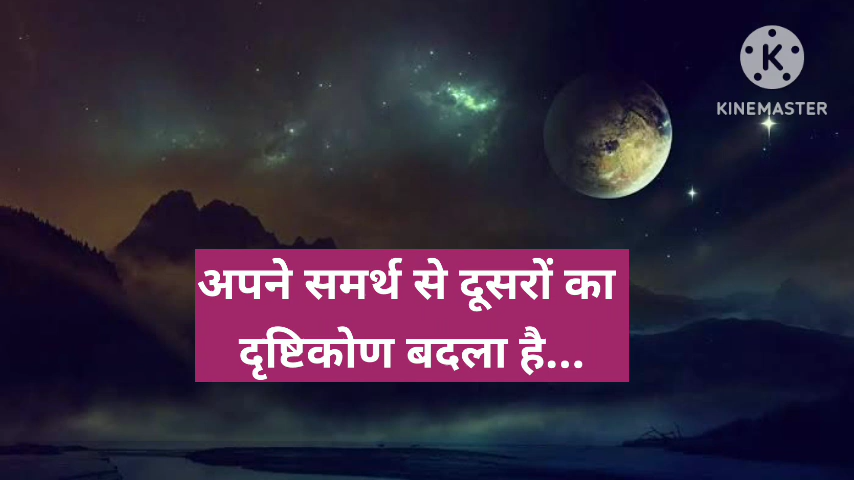 KINEMASTER
अपने समर्थ से दूसरों का
दृष्टिकोण बदला है...